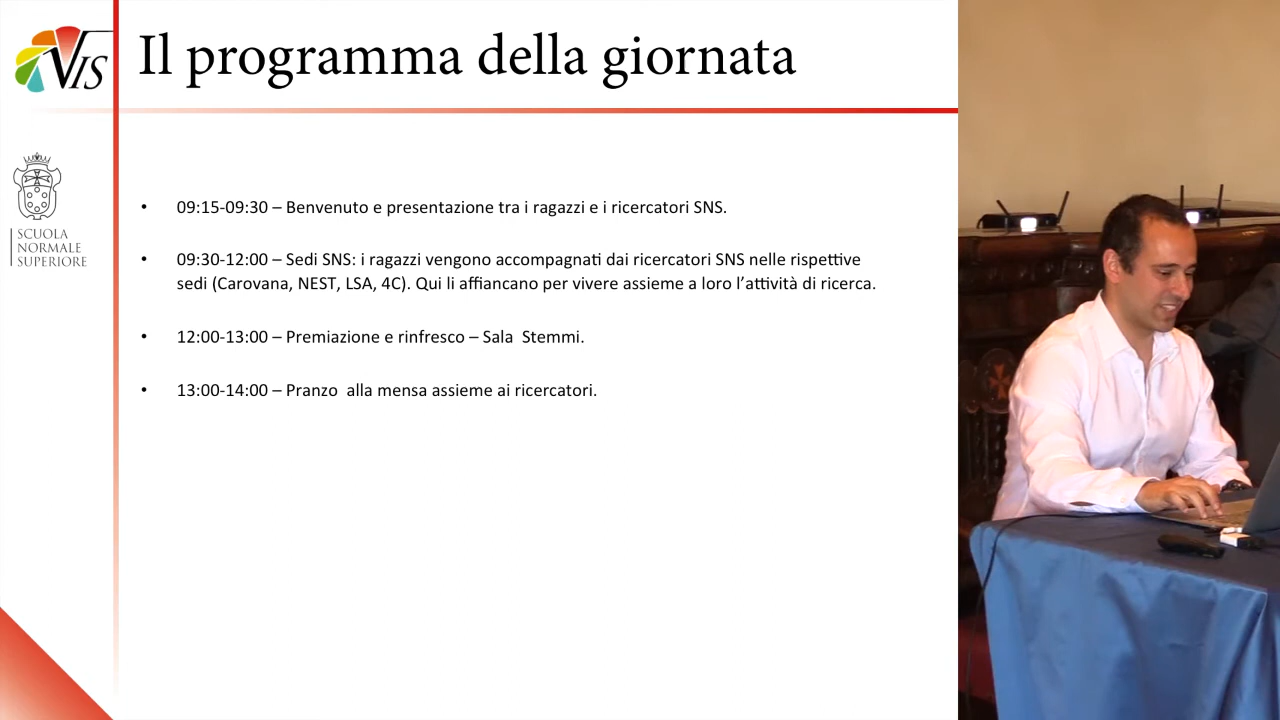 VIS
Il programma della giornata
SCUOLA
NORMALE
SUPERIORE
• 09:15-09:30 – Benvenuto e presentazione tra i ragazzi e i ricercatori SNS.
• 09:30-12:00 – Sedi SNS: i ragazzi vengono accompagnati dai ricercatori SNS nelle rispettive
sedi (Carovana, NEST, LSA, 4C). Qui li affiancano per vivere assieme a loro l’attività di ricerca.
• 12:00-13:00 – Premiazione e rinfresco – Sala  Stemmi.
• 13:00-14:00 – Pranzo  alla mensa assieme ai ricercatori.